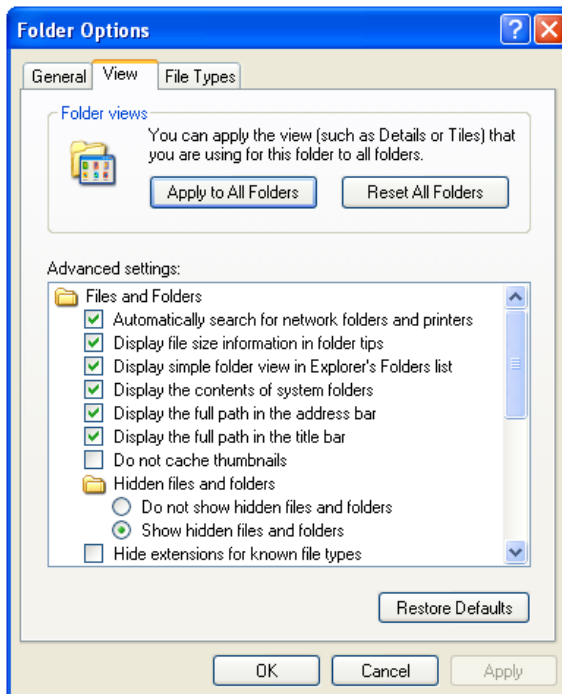 Folder Options
General
View
File Types
Folder views
You can apply the view (such as Details or Tiles) that
you are using for this folder to all folders.
Apply to All Folders
Reset All Folders
Advanced settings:
Files and Folders
Automatically search for network folders and printers
Display file size information in folder tips
Display simple folder view in Explorer's Folders list
Display the contents of system folders
Display the full path in the address bar
Display the full path in the title bar
Do not cache thumbnails
Hidden files and folders
Do not show hidden files and folders
Show hidden files and folders
Hide extensions for known file types
Restore Defaults
OK
Cancel
Apply